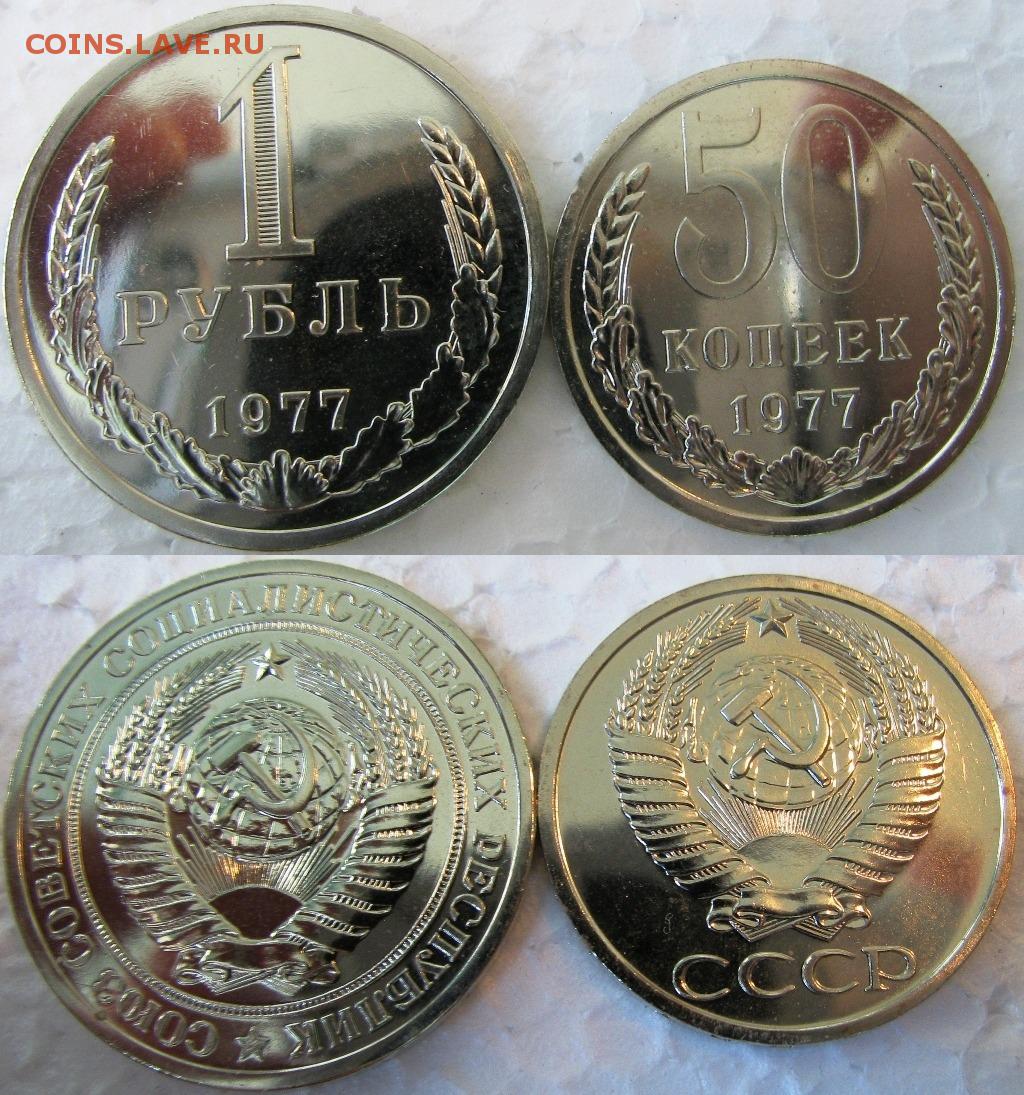 COINS.LAVE.RU
1
РУБЛЬ
1977
50
КОПЕЕК
1977
СОЮЗ СОВЕТСКИХ СОЦИАЛИСТИЧЕСКИХ РЕСПУБЛИК
СССР